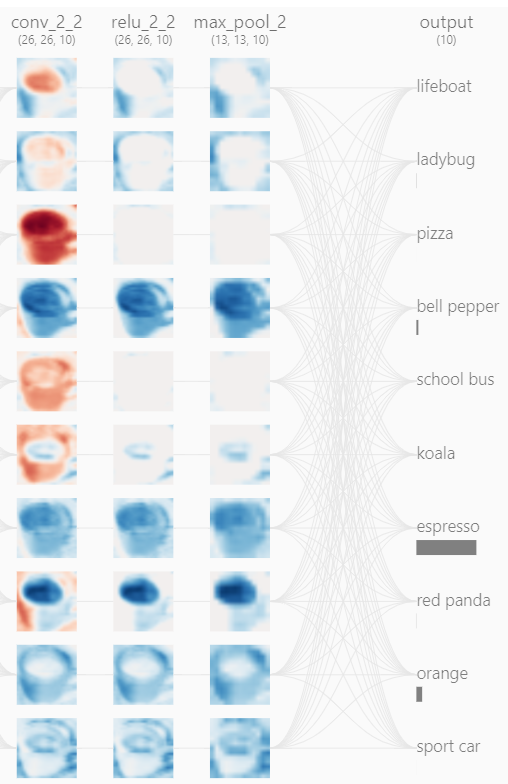 conv_2_2 relu_2_2 max_pool_2 output
(26, 26, 10) (26, 26, 10) (13, 13, 10) (10)
lifeboat
ladybug
pizza
bell pepper
school bus
koala
espresso
red panda
orange
sport car